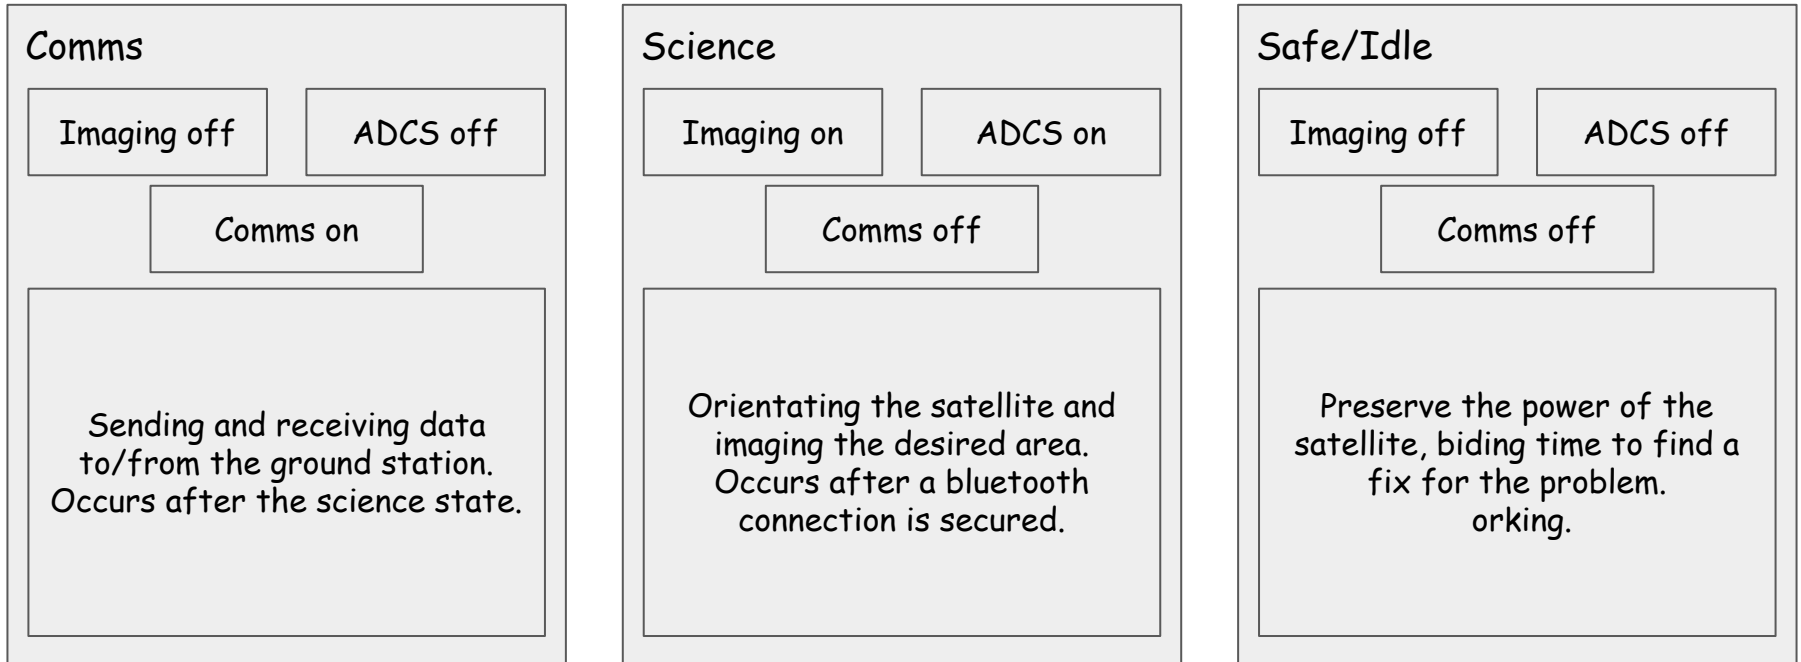 Comms
Imaging off
ADCS off
Comms on
Sending and receiving data
to/from the ground station.
Occurs after the science state.
Science
Imaging on
ADCS on
Comms off
Orientating the satellite and
imaging the desired area.
Occurs after a bluetooth
connection is secured.
Safe/Idle
Imaging off
ADCS off
Comms off
Preserve the power of the
satellite, biding time to find a
fix for the problem.
orking.